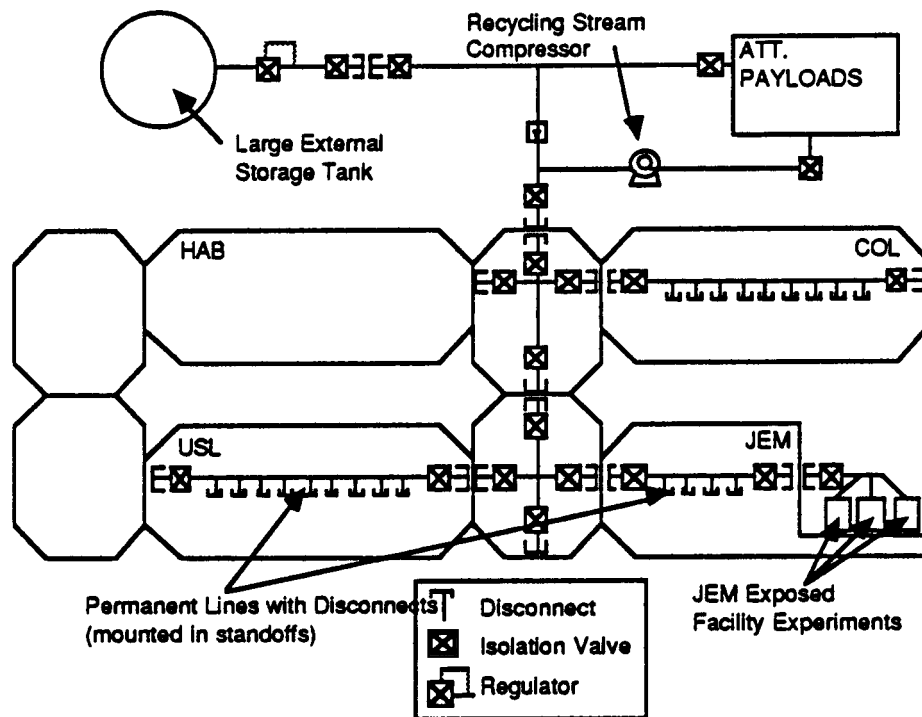 Recycling Stream
Compressor
ATT.
PAYLOADS
Large External
Storage Tank
HAB
COL
USL
JEM
Permanent Lines with Disconnects
(mounted in standoffs)
JEM Exposed
Facility Experiments
Disconnect
Isolation Valve
Regulator